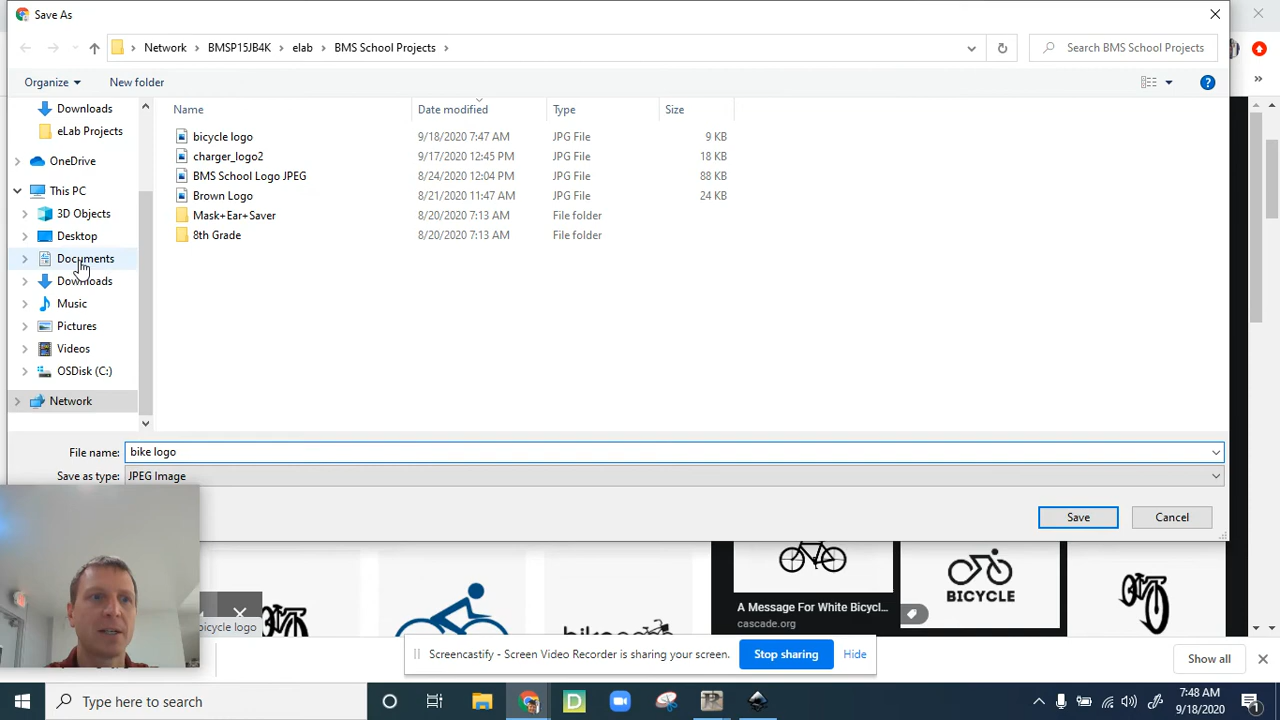 Save As
Network > BMSP15JB4K > elab > BMS School Projects >
Search BMS School Projects
Organize
New folder
Downloads
eLab Projects
OneDrive
This PC
3D Objects
Desktop
Documents
Downloads
Music
Pictures
Videos
OSDisk (C:)
Network
Name Date modified Type Size
bicycle logo 9/18/2020 7:47 AM JPG File 9 KB
charger_logo2 9/17/2020 12:45 PM JPG File 18 KB
BMS School Logo JPEG 8/24/2020 12:04 PM JPG File 88 KB
Brown Logo 8/21/2020 11:47 AM JPG File 24 KB
Mask+Ear+Saver 8/20/2020 7:13 AM File folder
8th Grade 8/20/2020 7:13 AM File folder
File name: bike logo
Save as type: JPEG Image
Save
Cancel
bicycle logo
A Message For White Bicycl...
cascade.org
BICYCLE
Screencastify - Screen Video Recorder is sharing your screen.
Stop sharing
Hide
Show all
Type here to search
7:48 AM
9/18/2020